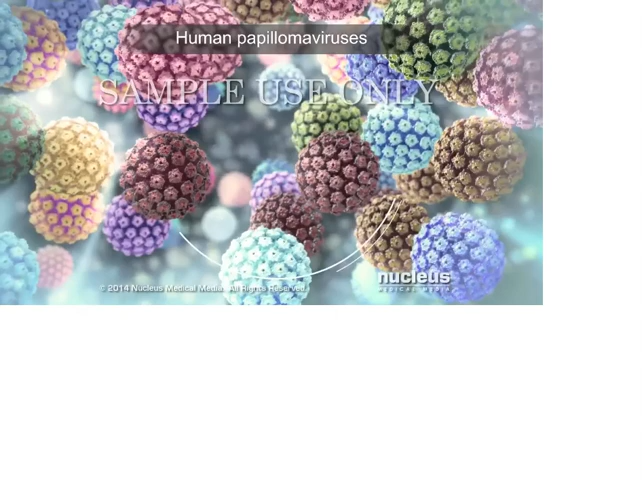 Human papillomaviruses
SAMPLE USE ONLY
© 2014 Nucleus Medical Media. All Rights Reserved.
nucleus
MEDICAL MEDIA